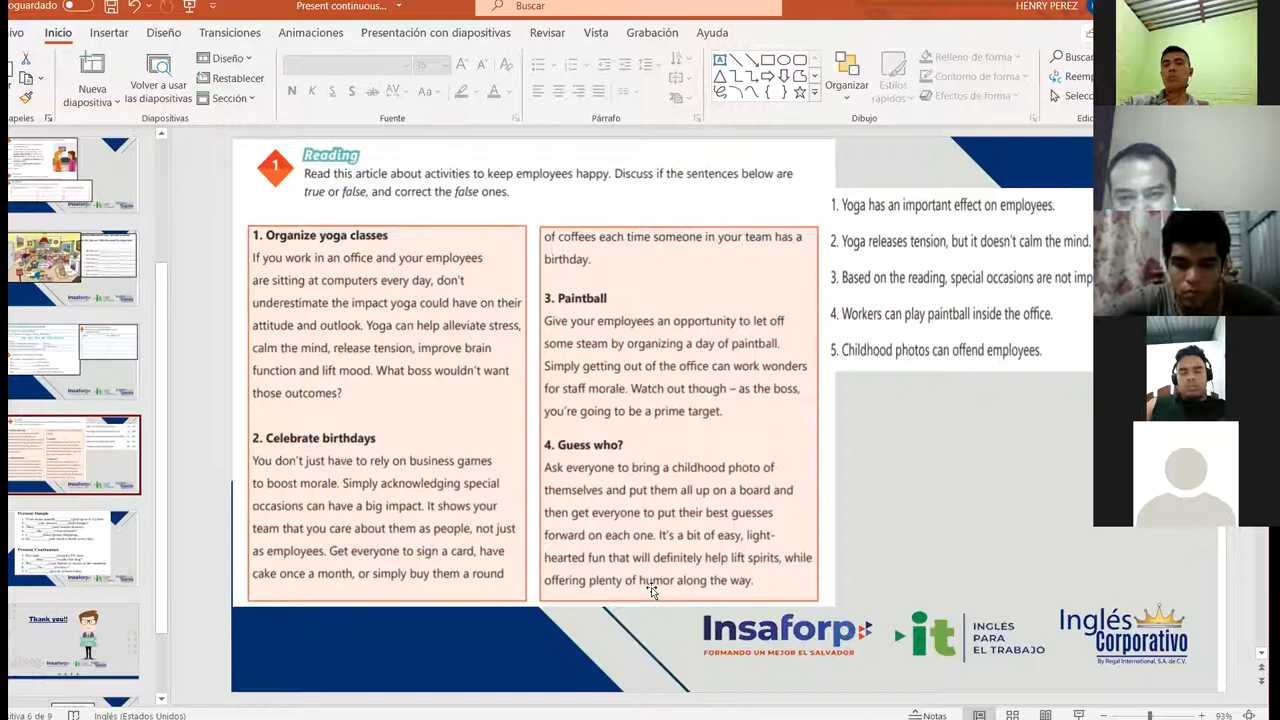 oguardado
Present continuous...
Buscar
HENRY PEREZ
ivo Inicio Insertar Diseño Transiciones Animaciones Presentación con diapositivas Revisar Vista Grabación Ayuda
Nueva diapositiva
Volver a usar las diapositivas
Diseño
Restablecer
Sección
Organizar
Estilos rápidos
Relleno de forma
Contorno de forma
Efectos de forma
Buscar
Reemp
Selecc
apeles
Diapositivas
Fuente
Párrafo
Dibujo
Edic
1
Reading
Read this article about activities to keep employees happy. Discuss if the sentences below are
true or false, and correct the false ones.
1. Organize yoga classes
If you work in an office and your employees
are sitting at computers every day, don't
underestimate the impact yoga could have on their
attitude and outlook. Yoga can help alleviate stress,
calm the mind, release tension, improve
function and lift mood. What boss wouldn't want
those outcomes?
2. Celebrate birthdays
You don't just have to rely on business games
to boost morale. Simply acknowledging special
occasions can have a big impact. It shows your
team that you care about them as people–not just
as employees. Get everyone to sign a card, have
cake once a month, or simply buy them a round
of coffees each time someone in your team has a
birthday.
3. Paintball
Give your employees an opportunity to let off
some steam by organizing a day of paintball.
Simply getting out of the office can work wonders
for staff morale. Watch out though – as the boss,
you're going to be a prime target.
4. Guess who?
Ask everyone to bring a childhood photo of
themselves and put them all up on a board and
then get everyone to put their best guesses
forward on each one. It's a bit of easy, light-
hearted fun that will definitely help lift spirits, while
offering plenty of humor along the way.
1. Yoga has an important effect on employees.
2. Yoga releases tension, but it doesn't calm the mind.
3. Based on the reading, special occasions are not imp
4. Workers can play paintball inside the office.
5. Childhood photos can offend employees.
Insaforp
FORMANDO UN MEJOR EL SALVADOR
it
INGLÉS
PARA
EL TRABAJO
Inglés
Corporativo
By Regal International, S.A. de C.V.
Present Simple
Present Continuous
Thank you!!
itiva 6 de 9
Inglés (Estados Unidos)
Notas
93%